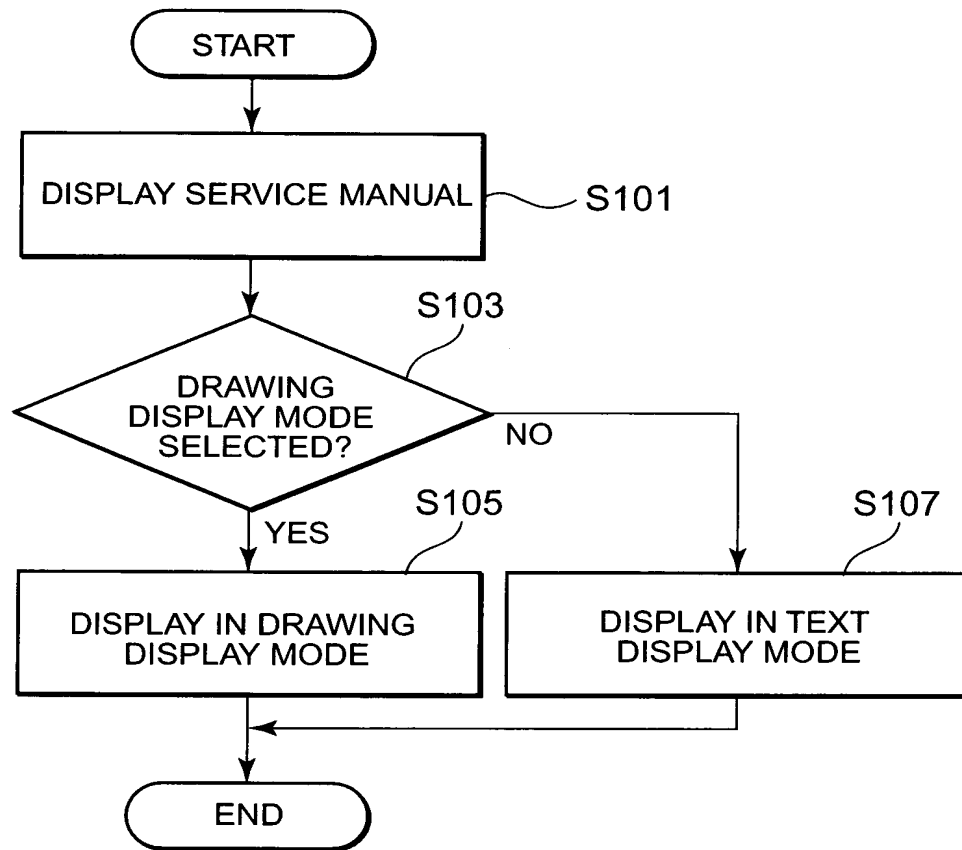 START
DISPLAY SERVICE MANUAL
S101
S103
DRAWING
DISPLAY MODE
SELECTED?
NO
YES
S105
S107
DISPLAY IN DRAWING
DISPLAY MODE
DISPLAY IN TEXT
DISPLAY MODE
END